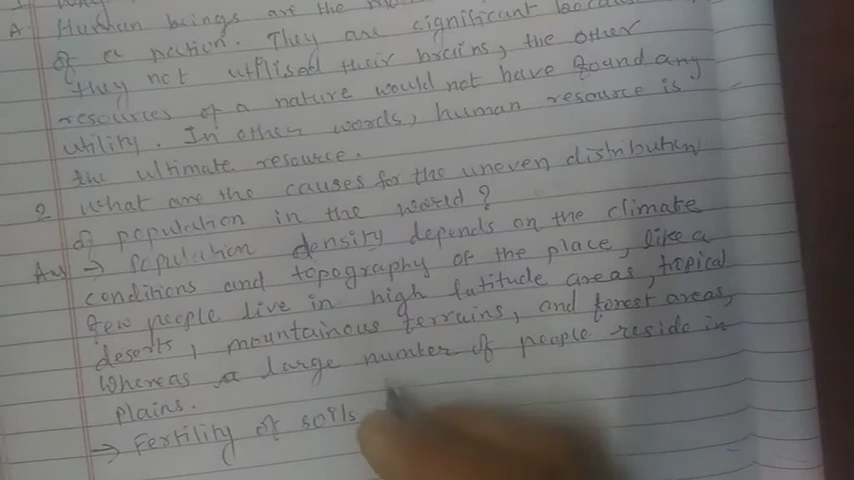 A. Human beings are the
of a nation. They are significant
they not utilised their brains, the other
resources of a nature would not have found any
utility. In other words, human resource is
the ultimate resource.
2 What are the causes for the uneven distribution
of population in the world?
Ans → Population density depends on the climate
conditions and topography of the place, like a
few people live in high latitude areas, tropical
deserts, mountainous terrains, and forest areas,
Whereas a large number of people reside in
plains.
→ Fertility of soils